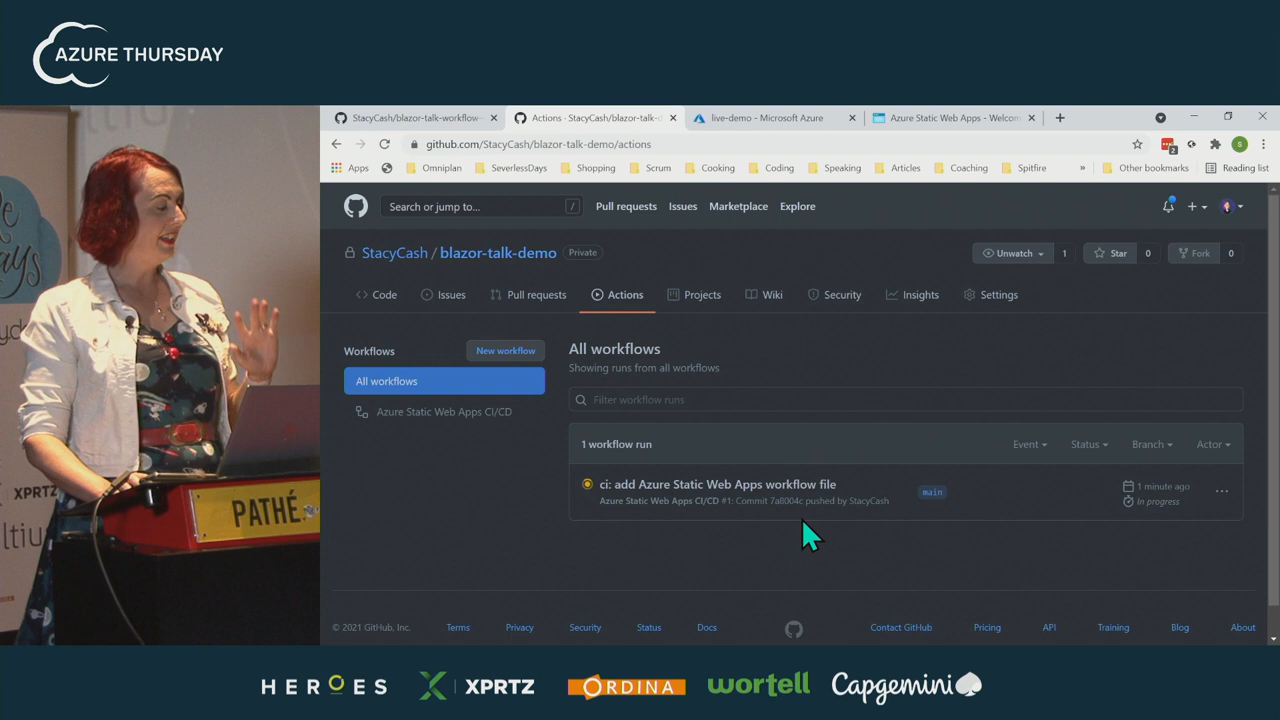 AZURE THURSDAY
StacyCash/blazor-talk-workflow-
Actions · StacyCash/blazor-talk-d
live-demo - Microsoft Azure
Azure Static Web Apps - Welcom
github.com/StacyCash/blazor-talk-demo/actions
2
S
Apps
Omniplan
SeverlessDays
Shopping
Scrum
Cooking
Coding
Speaking
Articles
Coaching
Spitfire
»
Other bookmarks
Reading list
Search or jump to...
/
Pull requests
Issues
Marketplace
Explore
StacyCash / blazor-talk-demo
Private
Unwatch
1
Star
0
Fork
0
Code
Issues
Pull requests
Actions
Projects
Wiki
Security
Insights
Settings
Workflows
New workflow
All workflows
Azure Static Web Apps CI/CD
All workflows
Showing runs from all workflows
Filter workflow runs
1 workflow run
Event
Status
Branch
Actor
ci: add Azure Static Web Apps workflow file
Azure Static Web Apps CI/CD #1: Commit 7a8004c pushed by StacyCash
main
1 minute ago
In progress
© 2021 GitHub, Inc.
Terms
Privacy
Security
Status
Docs
Contact GitHub
Pricing
API
Training
Blog
About
XPRTZ
PATHÉ
HEROES
XPRTZ
ORDINA
wortell
Capgemini